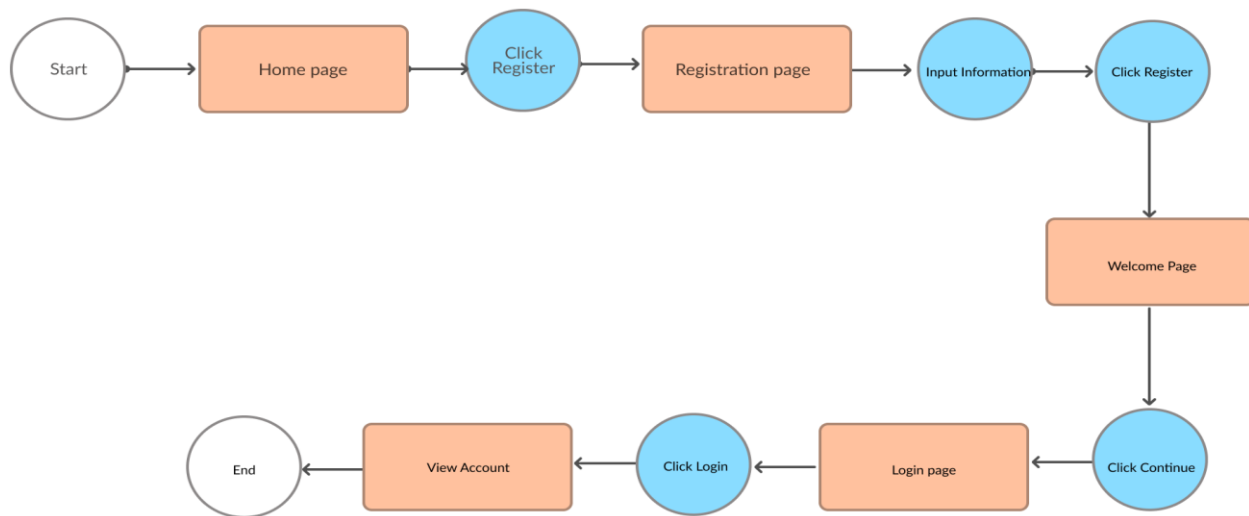 Start
Home page
Click
Register
Registration page
Input Information
Click Register
Welcome Page
Click Continue
Login page
Click Login
View Account
End